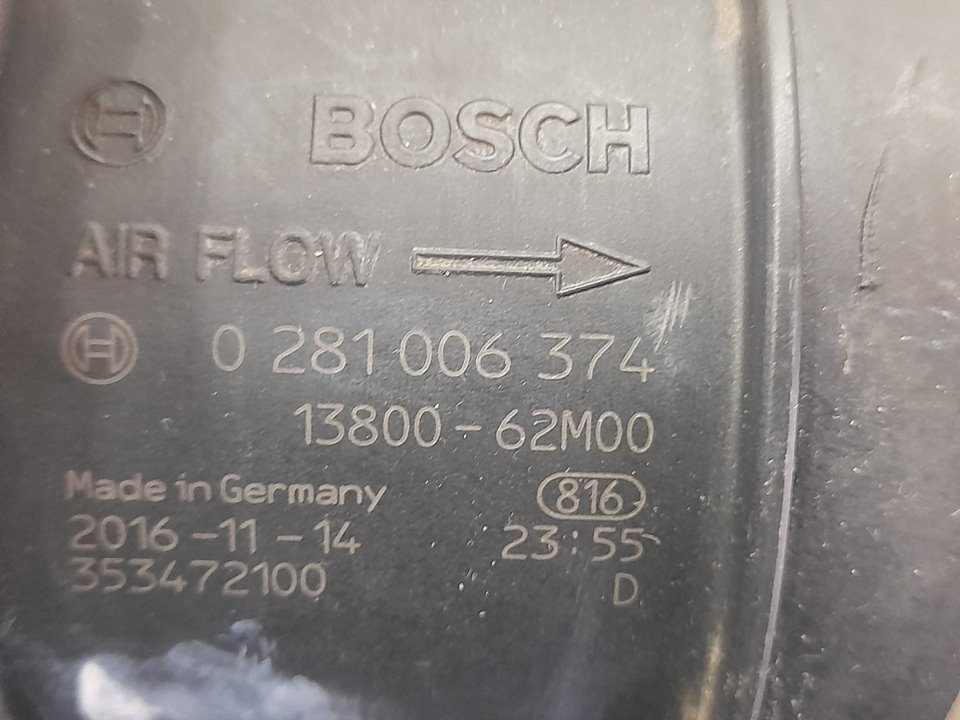 BOSCH
AIR FLOW
0 281 006 374
13800-62M00
Made in Germany 816
2016-11-14 23:55
353472100 D